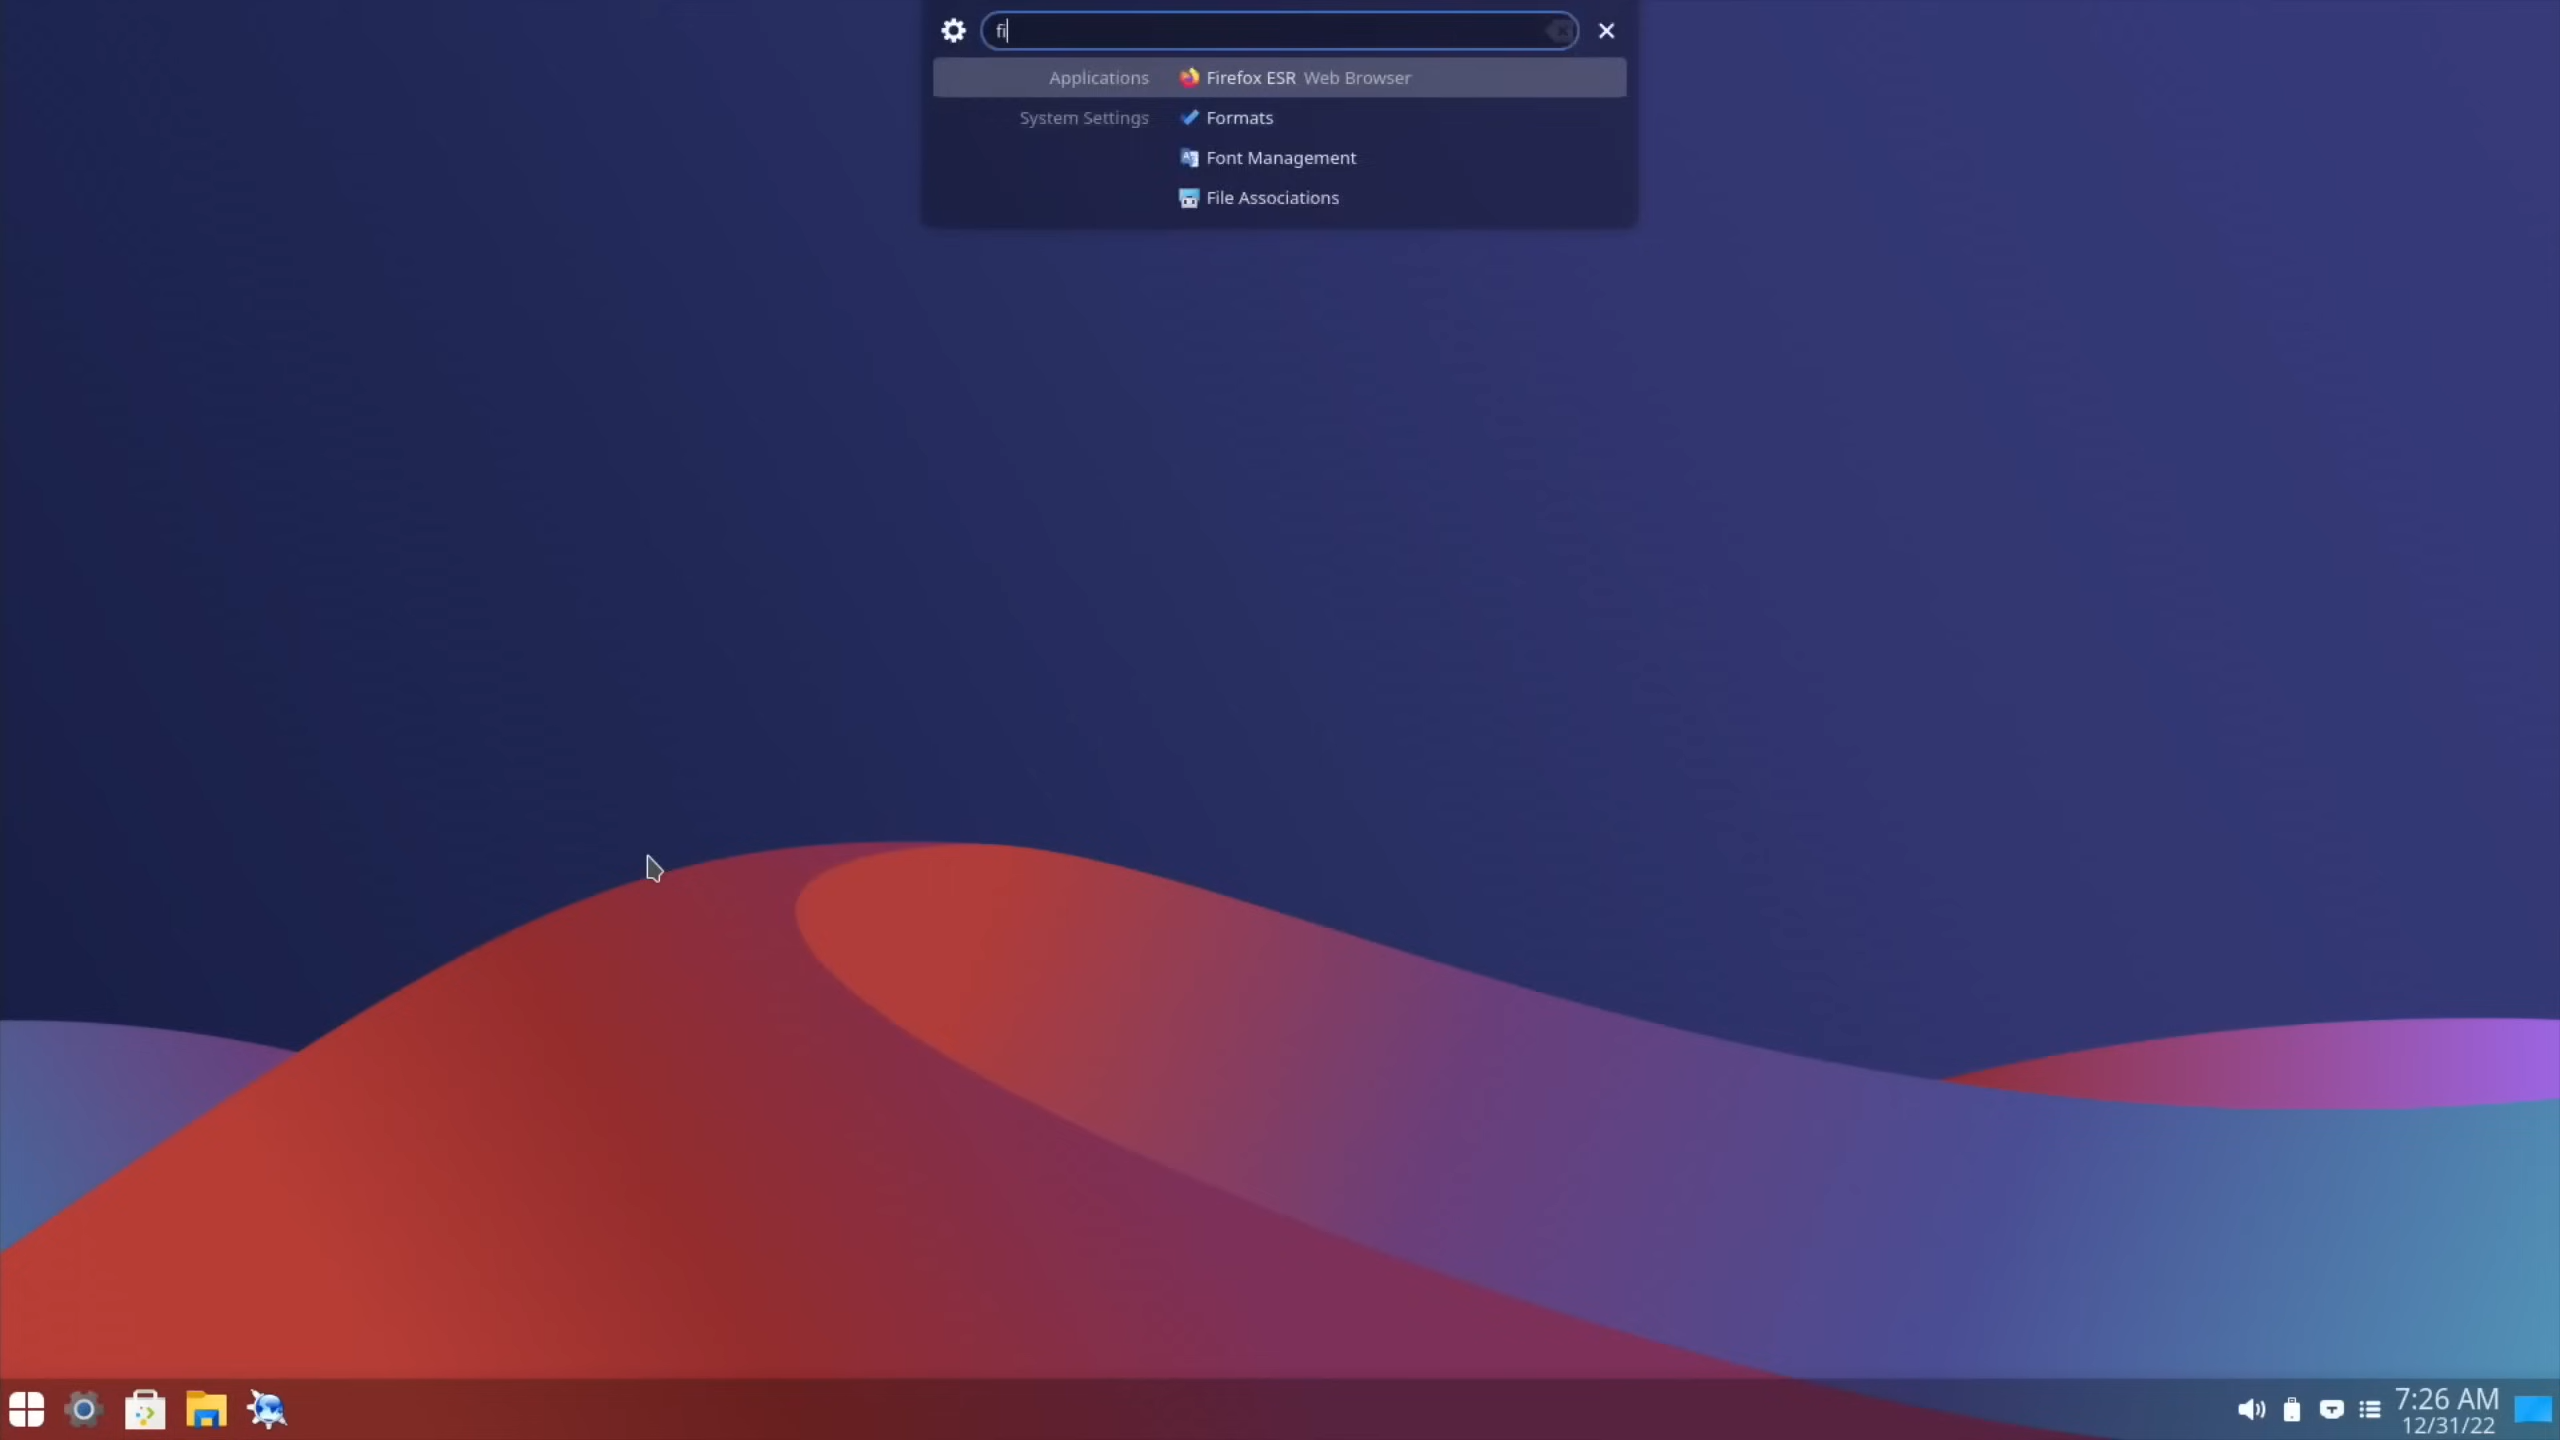 fi
Applications Firefox ESR Web Browser
System Settings Formats
Font Management
File Associations
7:26 AM
12/31/22